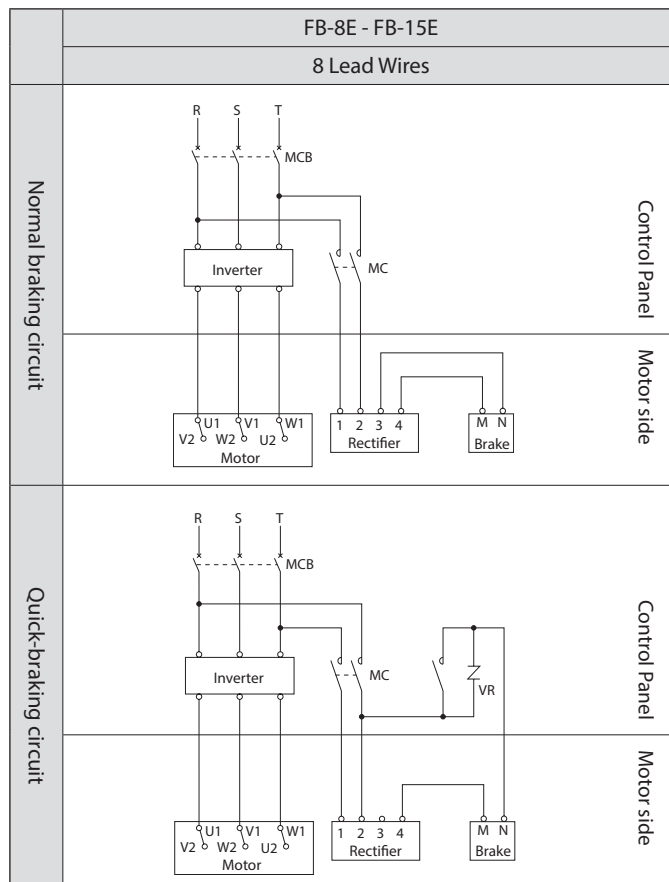 FB-8E - FB-15E
8 Lead Wires
Normal braking circuit
R S T
MCB
Inverter
MC
Control Panel
Motor side
U1 V1 W1
V2 W2 U2
Motor
1 2 3 4
Rectifier
M N
Brake
Quick-braking circuit
R S T
MCB
Inverter
MC
VR
Control Panel
Motor side
U1 V1 W1
V2 W2 U2
Motor
1 2 3 4
Rectifier
M N
Brake